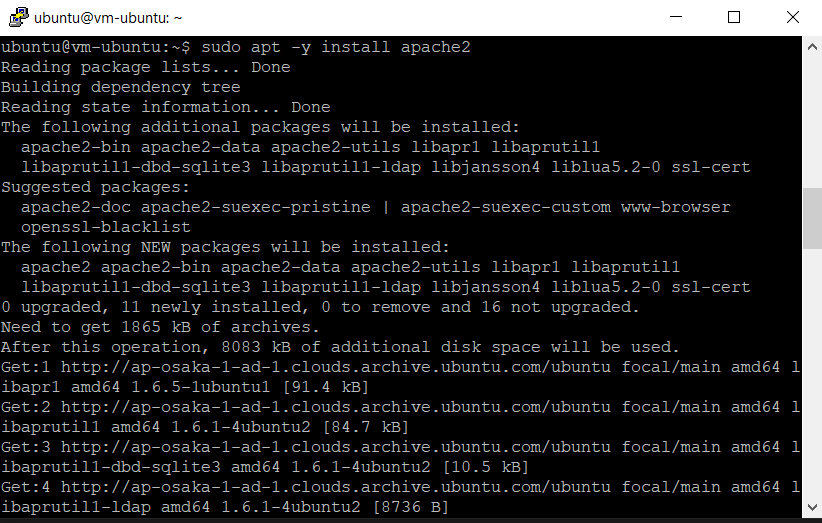 ubuntu@vm-ubuntu: ~
ubuntu@vm-ubuntu:~$ sudo apt -y install apache2
Reading package lists... Done
Building dependency tree
Reading state information... Done
The following additional packages will be installed:
  apache2-bin apache2-data apache2-utils libapr1 libaprutil1
  libaprutil1-dbd-sqlite3 libaprutil1-ldap libjansson4 liblua5.2-0 ssl-cert
Suggested packages:
  apache2-doc apache2-suexec-pristine | apache2-suexec-custom www-browser
  openssl-blacklist
The following NEW packages will be installed:
  apache2 apache2-bin apache2-data apache2-utils libapr1 libaprutil1
  libaprutil1-dbd-sqlite3 libaprutil1-ldap libjansson4 liblua5.2-0 ssl-cert
0 upgraded, 11 newly installed, 0 to remove and 16 not upgraded.
Need to get 1865 kB of archives.
After this operation, 8083 kB of additional disk space will be used.
Get:1 http://ap-osaka-1-ad-1.clouds.archive.ubuntu.com/ubuntu focal/main amd64 l
ibapr1 amd64 1.6.5-1ubuntu1 [91.4 kB]
Get:2 http://ap-osaka-1-ad-1.clouds.archive.ubuntu.com/ubuntu focal/main amd64 l
ibaprutil1 amd64 1.6.1-4ubuntu2 [84.7 kB]
Get:3 http://ap-osaka-1-ad-1.clouds.archive.ubuntu.com/ubuntu focal/main amd64 l
ibaprutil1-dbd-sqlite3 amd64 1.6.1-4ubuntu2 [10.5 kB]
Get:4 http://ap-osaka-1-ad-1.clouds.archive.ubuntu.com/ubuntu focal/main amd64 l
ibaprutil1-ldap amd64 1.6.1-4ubuntu2 [8736 B]